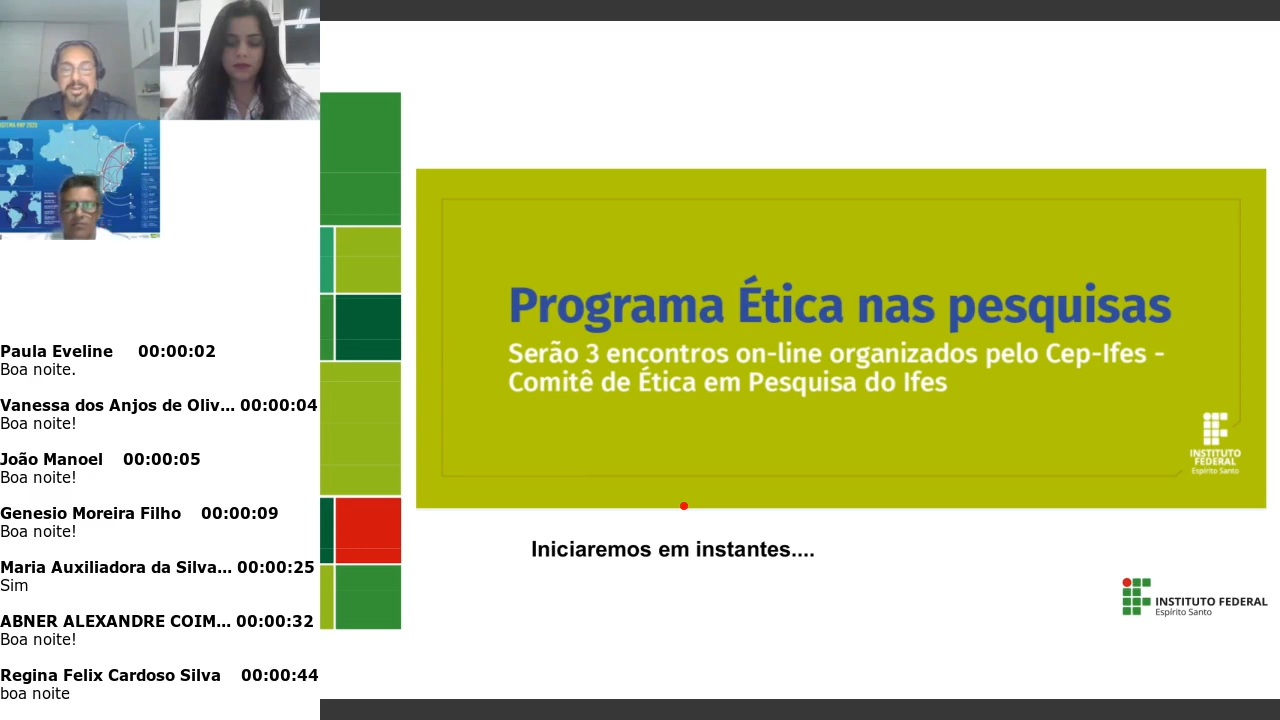 Paula Eveline 00:00:02
Boa noite.
Vanessa dos Anjos de Oliv... 00:00:04
Boa noite!
João Manoel 00:00:05
Boa noite!
Genesio Moreira Filho 00:00:09
Boa noite!
Maria Auxiliadora da Silva... 00:00:25
Sim
ABNER ALEXANDRE COIM... 00:00:32
Boa noite!
Regina Felix Cardoso Silva 00:00:44
boa noite
Programa Ética nas pesquisas
Serão 3 encontros on-line organizados pelo Cep-Ifes -
Comitê de Ética em Pesquisa do Ifes
INSTITUTO
FEDERAL
Espírito Santo
Iniciaremos em instantes....
INSTITUTO FEDERAL
Espírito Santo